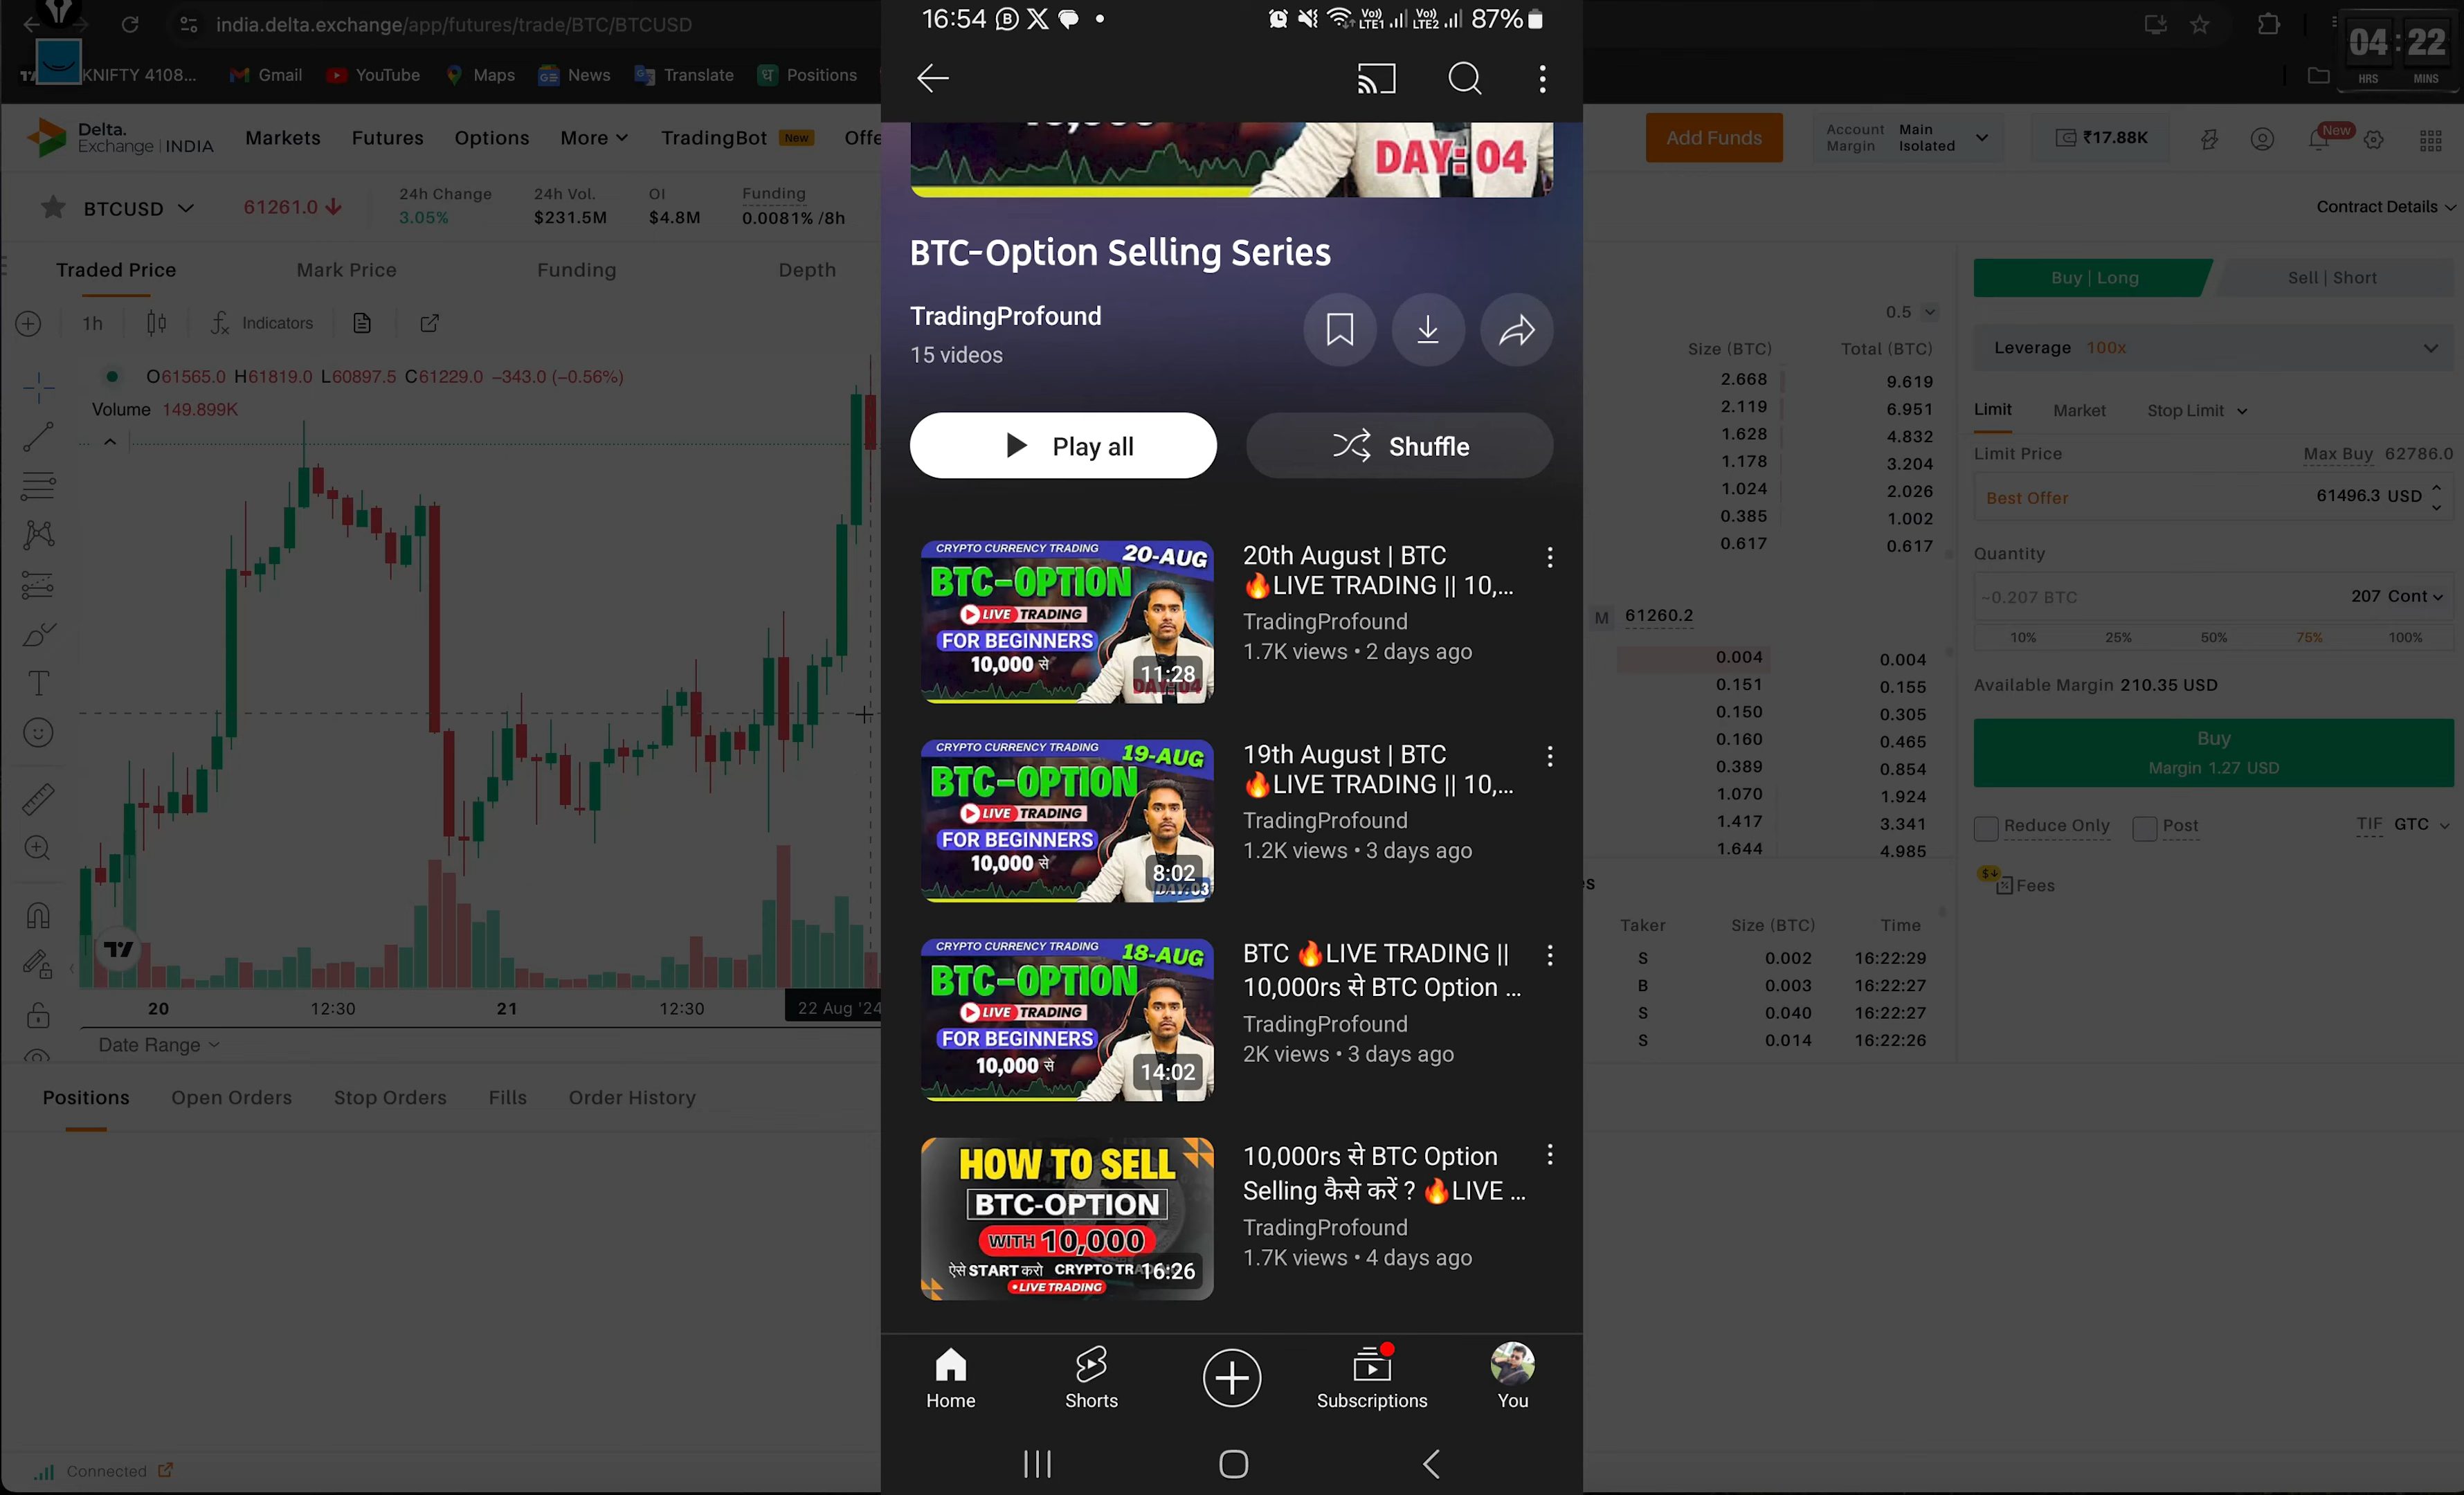 india.delta.exchange/app/futures/trade/BTC/BTCUSD
04 : 22
HRS MINS
KNIFTY 4108... Gmail YouTube Maps News Translate Positions
Delta. Exchange | INDIA
Markets Futures Options More TradingBot New Offe
Add Funds
Account Margin Main Isolated
₹17.88K
New
BTCUSD 61261.0
24h Change 3.05%
24h Vol. $231.5M
OI $4.8M
Funding 0.0081% /8h
Contract Details
Traded Price Mark Price Funding Depth
1h Indicators
O61565.0 H61819.0 L60897.5 C61229.0 −343.0 (−0.56%)
Volume 149.899K
20 12:30 21 12:30 22 Aug '24
Date Range
Positions Open Orders Stop Orders Fills Order History
Connected
16:54
Vo)) LTE1 Vo)) LTE2 87%
DAY: 04
BTC-Option Selling Series
TradingProfound
15 videos
Play all
Shuffle
CRYPTO CURRENCY TRADING 20-AUG
BTC-OPTION
LIVE TRADING
FOR BEGINNERS
10,000 से
11:28
DAY:04
20th August | BTC
🔥LIVE TRADING || 10,...
TradingProfound
1.7K views • 2 days ago
CRYPTO CURRENCY TRADING 19-AUG
BTC-OPTION
LIVE TRADING
FOR BEGINNERS
10,000 से
8:02
DAY:03
19th August | BTC
🔥LIVE TRADING || 10,...
TradingProfound
1.2K views • 3 days ago
CRYPTO CURRENCY TRADING 18-AUG
BTC-OPTION
LIVE TRADING
FOR BEGINNERS
10,000 से
14:02
BTC 🔥LIVE TRADING ||
10,000rs से BTC Option ...
TradingProfound
2K views • 3 days ago
HOW TO SELL
BTC-OPTION
WITH 10,000
ऐसे START करो CRYPTO TRA
16:26
• LIVE TRADING
10,000rs से BTC Option
Selling कैसे करें ? 🔥LIVE ...
TradingProfound
1.7K views • 4 days ago
Home Shorts Subscriptions You
0.5
Size (BTC) Total (BTC)
2.668 9.619
2.119 6.951
1.628 4.832
1.178 3.204
1.024 2.026
0.385 1.002
0.617 0.617
M 61260.2
0.004 0.004
0.151 0.155
0.150 0.305
0.160 0.465
0.389 0.854
1.070 1.924
1.417 3.341
1.644 4.985
es
Taker Size (BTC) Time
S 0.002 16:22:29
B 0.003 16:22:27
S 0.040 16:22:27
S 0.014 16:22:26
Buy | Long Sell | Short
Leverage 100x
Limit Market Stop Limit
Limit Price Max Buy 62786.0
Best Offer 61496.3 USD
Quantity
~0.207 BTC 207 Cont
10% 25% 50% 75% 100%
Available Margin 210.35 USD
Buy
Margin 1.27 USD
Reduce Only Post TIF GTC
Fees